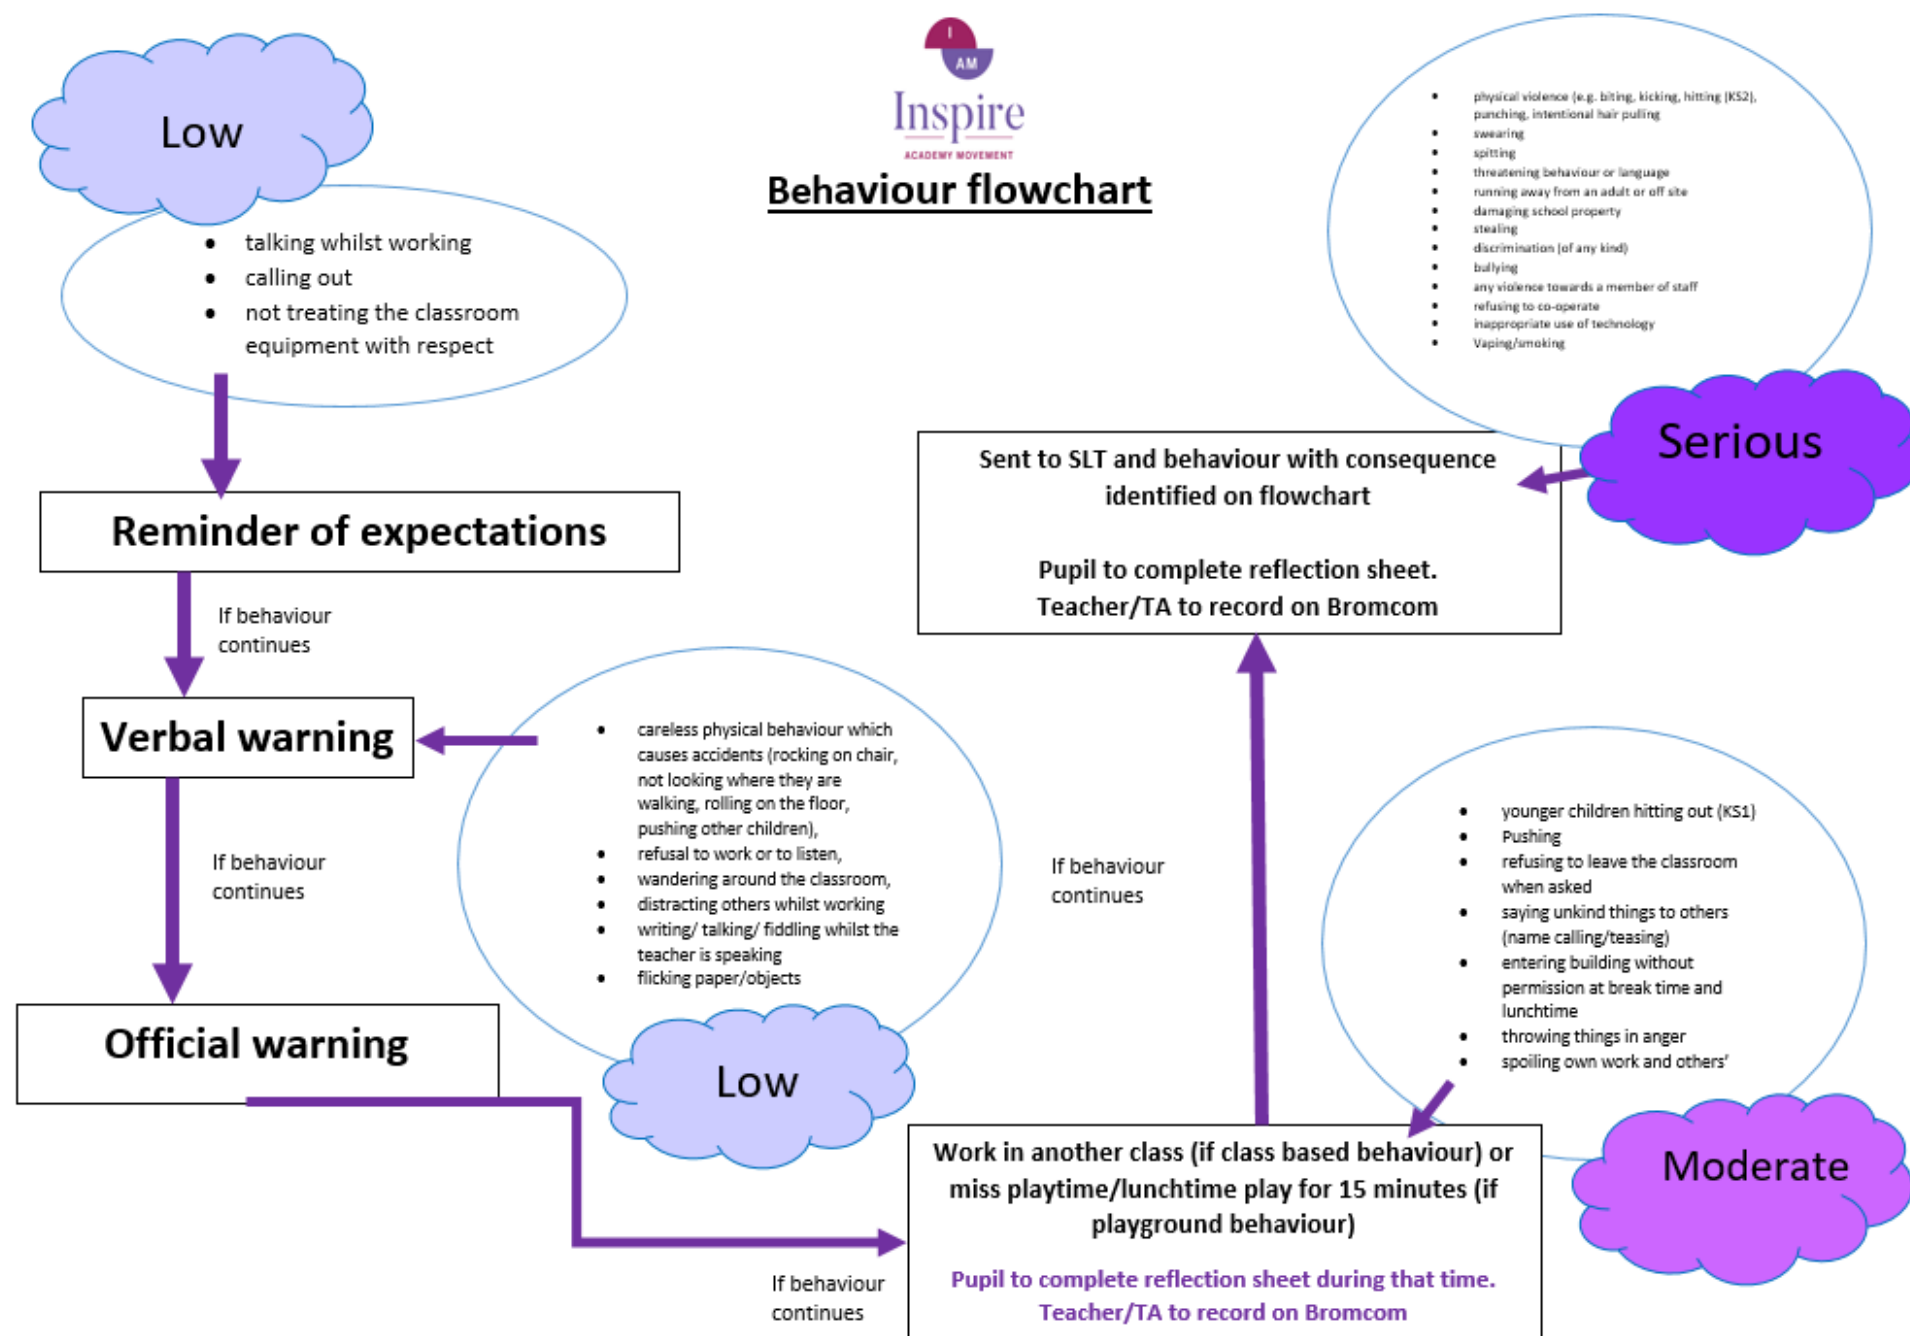 I
AM
Inspire
ACADEMY MOVEMENT
Behaviour flowchart
Low
• talking whilst working
• calling out
• not treating the classroom
equipment with respect
Reminder of expectations
If behaviour
continues
Verbal warning
• careless physical behaviour which
causes accidents (rocking on chair,
not looking where they are
walking, rolling on the floor,
pushing other children),
• refusal to work or to listen,
• wandering around the classroom,
• distracting others whilst working
• writing/ talking/ fiddling whilst the
teacher is speaking
• flicking paper/objects
Low
If behaviour
continues
Official warning
If behaviour
continues
Work in another class (if class based behaviour) or
miss playtime/lunchtime play for 15 minutes (if
playground behaviour)
Pupil to complete reflection sheet during that time.
Teacher/TA to record on Bromcom
• younger children hitting out (KS1)
• Pushing
• refusing to leave the classroom
when asked
• saying unkind things to others
(name calling/teasing)
• entering building without
permission at break time and
lunchtime
• throwing things in anger
• spoiling own work and others’
Moderate
If behaviour
continues
Sent to SLT and behaviour with consequence
identified on flowchart
Pupil to complete reflection sheet.
Teacher/TA to record on Bromcom
• physical violence (e.g. biting, kicking, hitting (KS2),
punching, intentional hair pulling
• swearing
• spitting
• threatening behaviour or language
• running away from an adult or off site
• damaging school property
• stealing
• discrimination (of any kind)
• bullying
• any violence towards a member of staff
• refusing to co-operate
• inappropriate use of technology
• Vaping/smoking
Serious